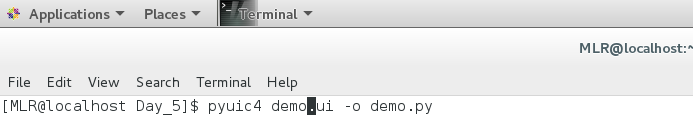 Applications Places Terminal
MLR@localhost:~
File Edit View Search Terminal Help
[MLR@localhost Day_5]$ pyuic4 demo.ui -o demo.py